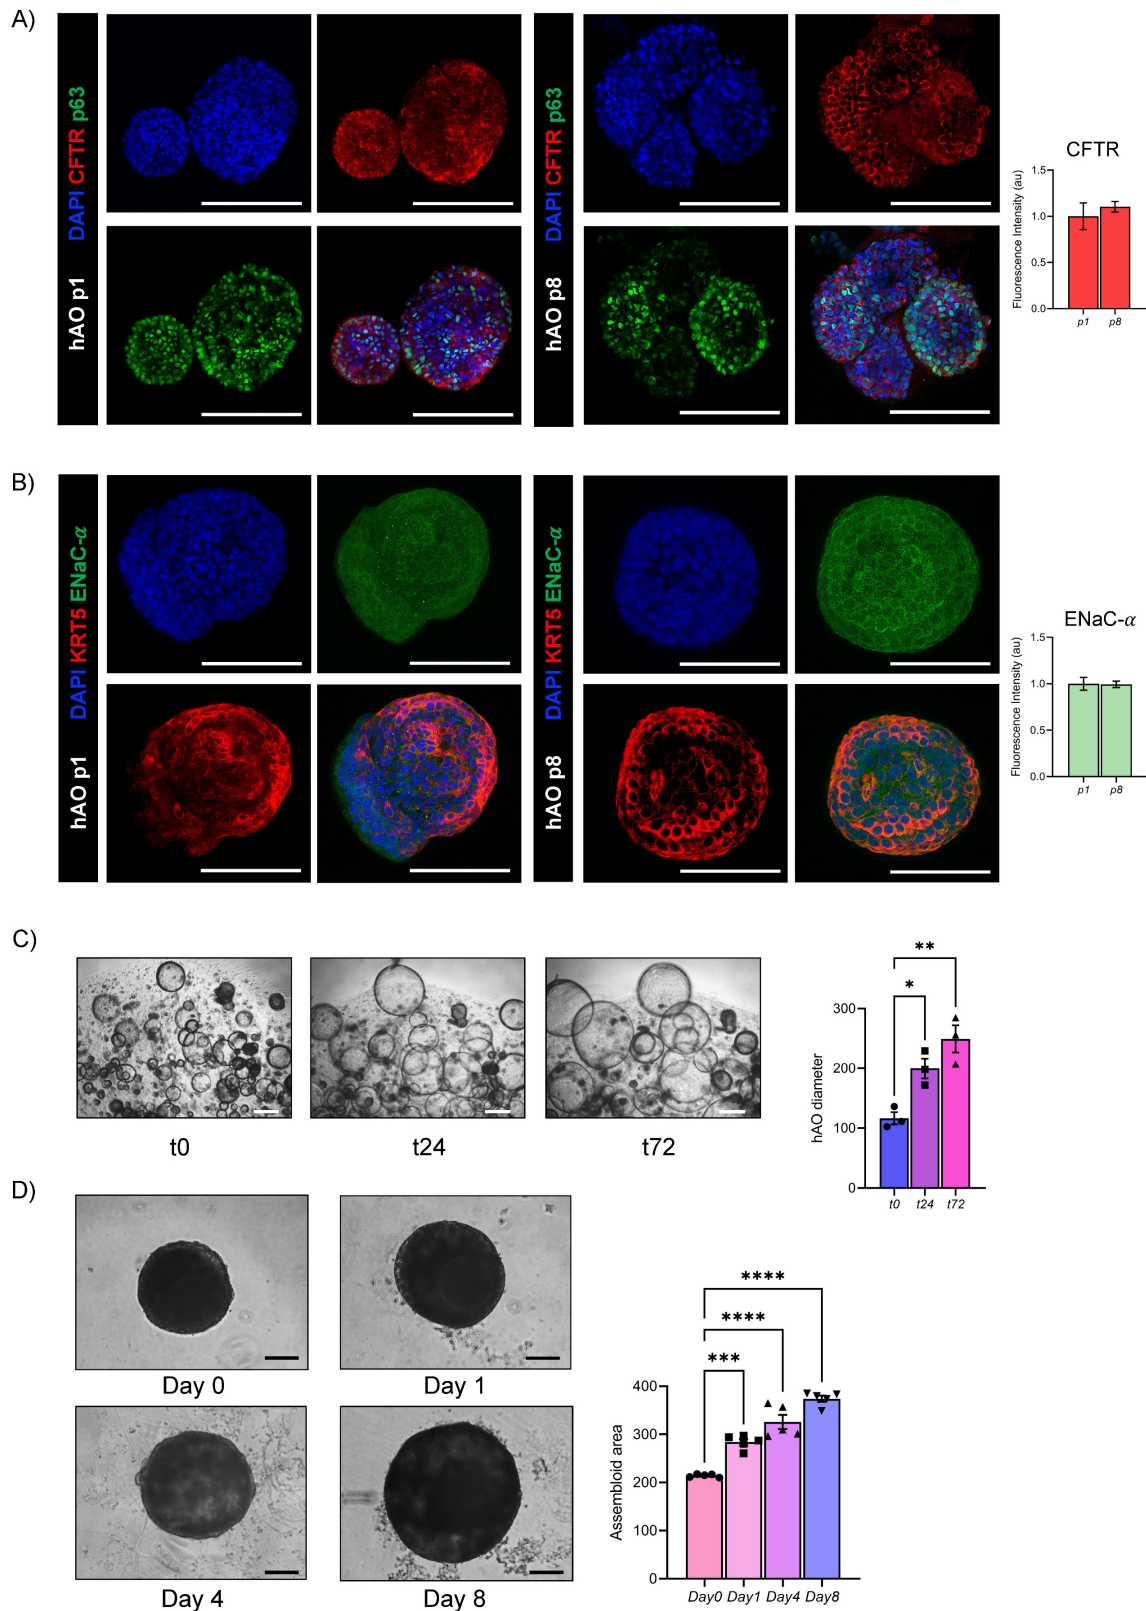 A)
DAPI CFTR p63
hAO p1
DAPI CFTR p63
hAO p8
CFTR
Fluorescence Intensity (au)
1.5
1.0
0.5
0.0
p1 p8
B)
DAPI KRT5 ENaC-α
hAO p1
DAPI KRT5 ENaC-α
hAO p8
ENaC-α
Fluorescence Intensity (au)
1.5
1.0
0.5
0.0
p1 p8
C)
t0
t24
t72
**
*
hAO diameter
300
200
100
0
t0 t24 t72
D)
Day 0
Day 1
Day 4
Day 8
****
****
***
Assembloid area
400
300
200
100
0
Day0 Day1 Day4 Day8